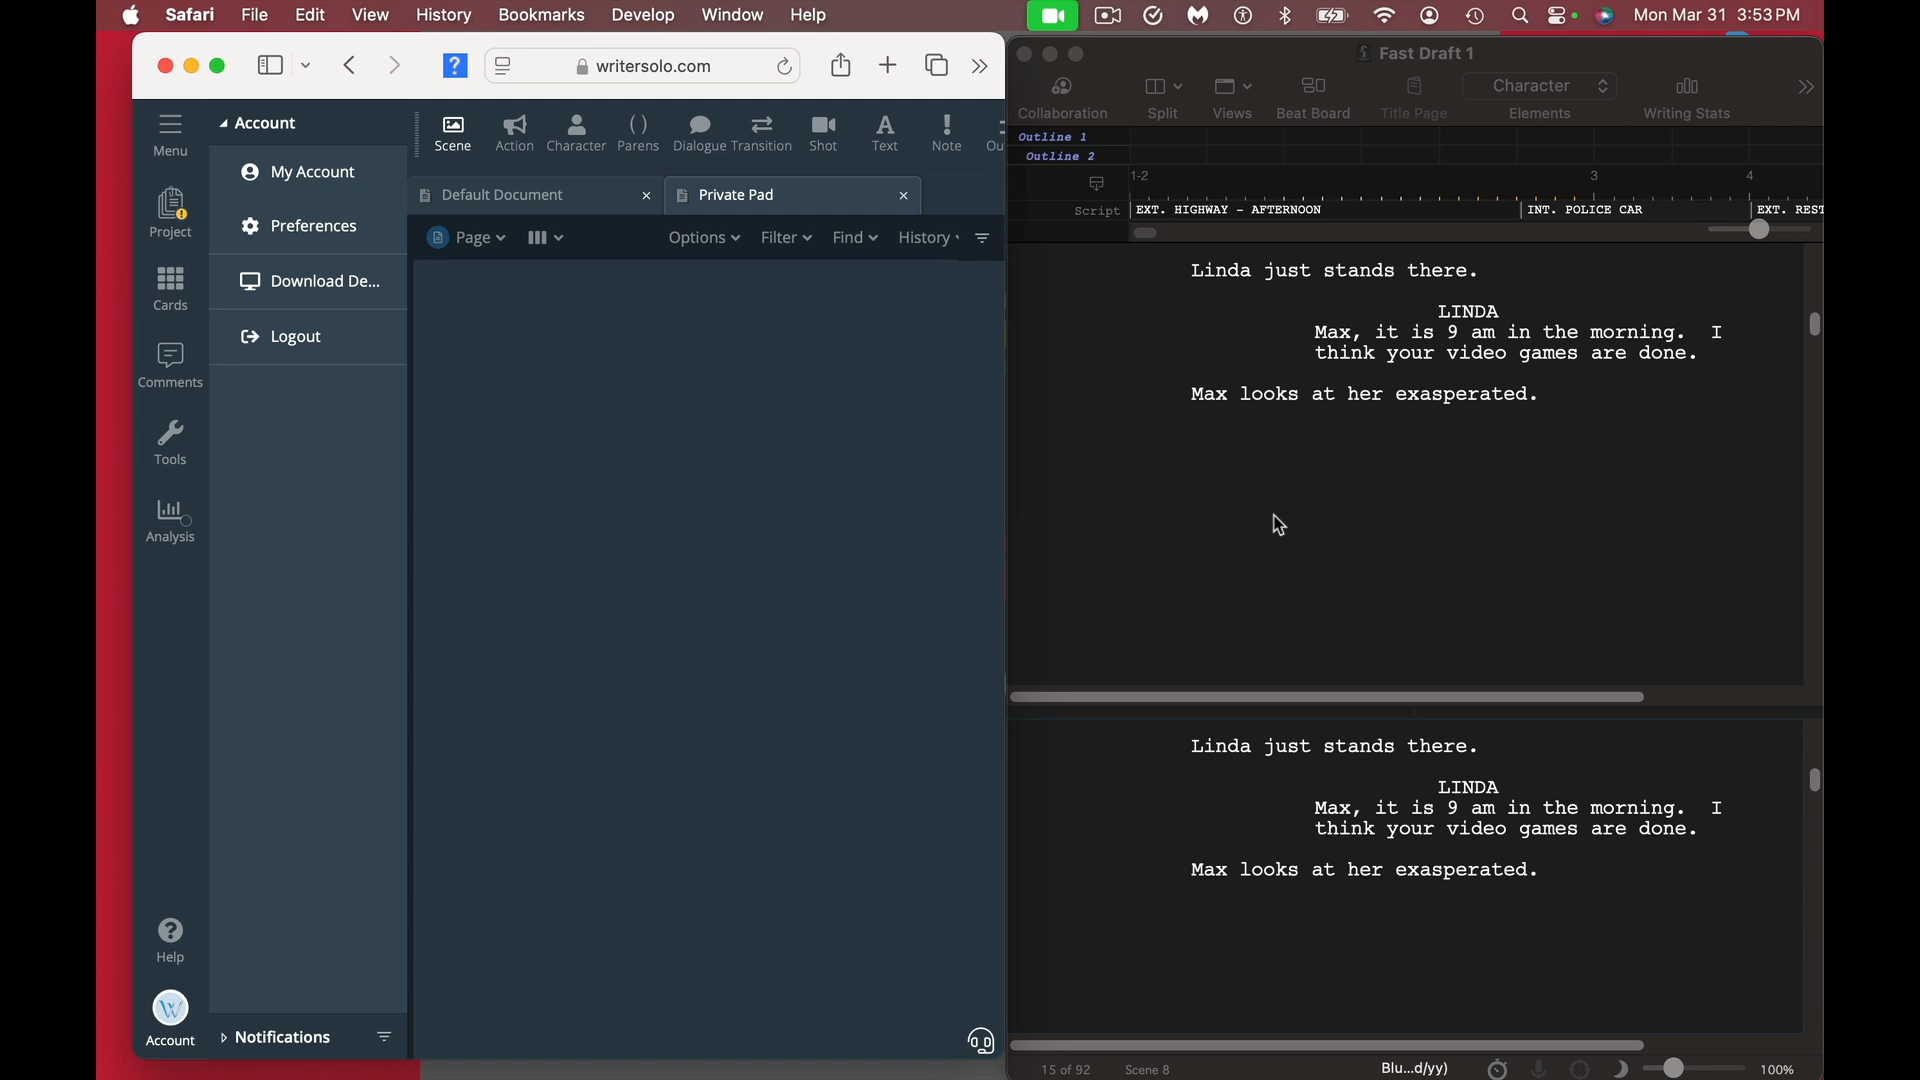 Safari File Edit View History Bookmarks Develop Window Help Mon Mar 31 3:53 PM
? writersolo.com
Menu
Project
Cards
Comments
Tools
Analysis
Help
Account
Account
My Account
Preferences
Download De...
Logout
Notifications
Scene Action Character Parens Dialogue Transition Shot Text Note Ou
Default Document × Private Pad ×
Page Options Filter Find History
Fast Draft 1
Character
Collaboration Split Views Beat Board Title Page Elements Writing Stats
Outline 1
Outline 2
1-2 3 4
Script EXT. HIGHWAY - AFTERNOON INT. POLICE CAR EXT. REST
Linda just stands there.
LINDA
Max, it is 9 am in the morning. I
think your video games are done.
Max looks at her exasperated.
Linda just stands there.
LINDA
Max, it is 9 am in the morning. I
think your video games are done.
Max looks at her exasperated.
15 of 92 Scene 8 Blu...d/yy) 100%